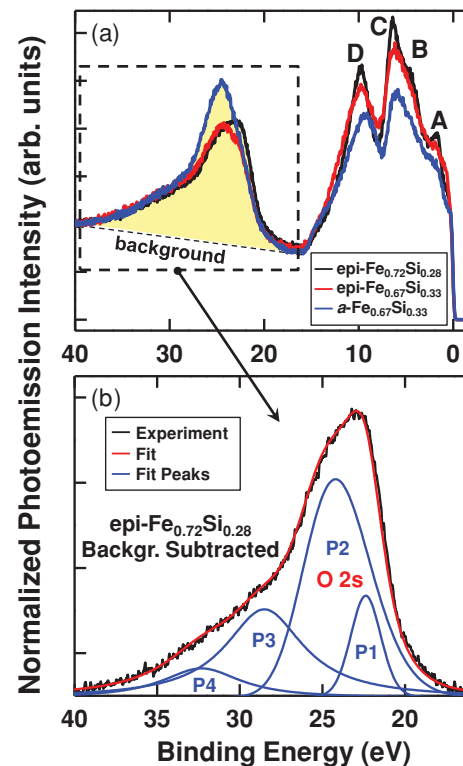 Normalized Photoemission Intensity (arb. units)
(a)
C
B
D
A
background
epi-Fe0.72Si0.28
epi-Fe0.67Si0.33
a-Fe0.67Si0.33
40 30 20 10 0
(b)
Experiment
Fit
Fit Peaks
epi-Fe0.72Si0.28
Backgr. Subtracted
P2
O 2s
P3
P1
P4
40 35 30 25 20
Binding Energy (eV)